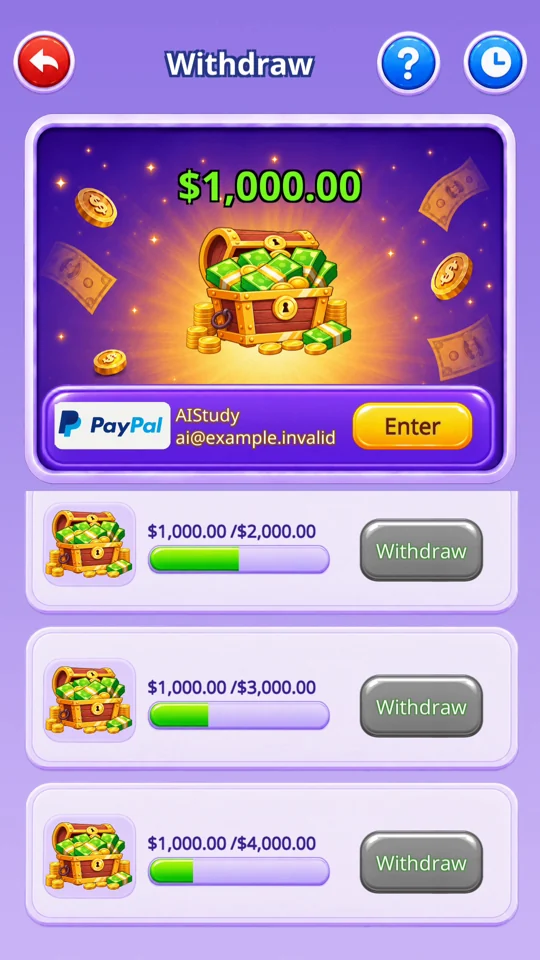 Withdraw
$1,000.00
PayPal
AIStudy
ai@example.invalid
Enter
$1,000.00 /$2,000.00
Withdraw
$1,000.00 /$3,000.00
Withdraw
$1,000.00 /$4,000.00
Withdraw